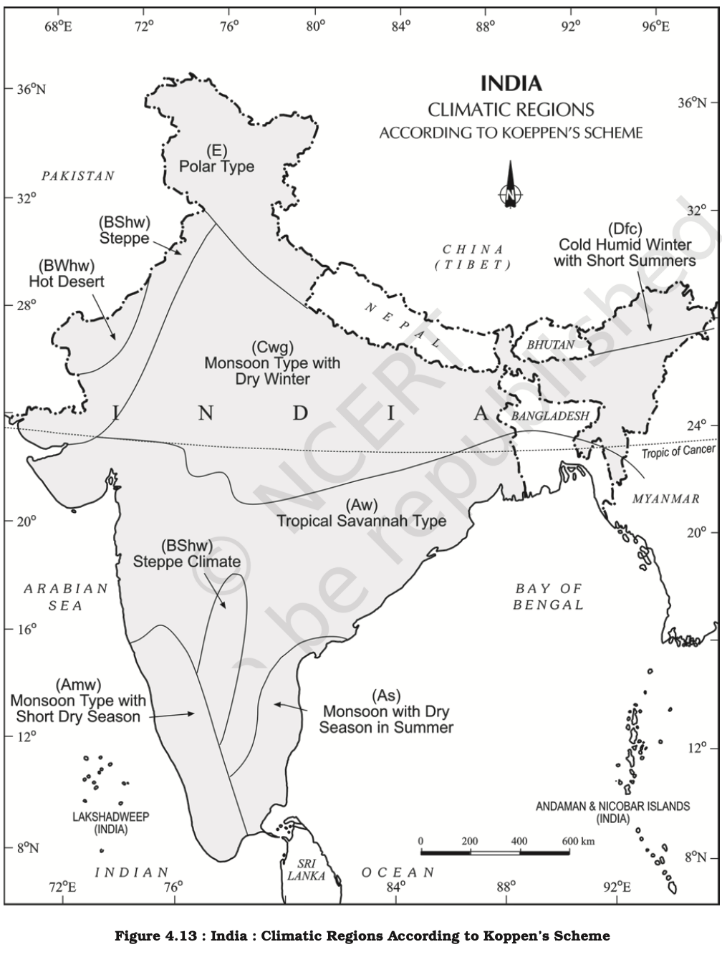 68°E 72° 76° 80° 84° 88° 92° 96°E
36°N
36°N
INDIA
CLIMATIC REGIONS
ACCORDING TO KOEPPEN'S SCHEME
N
(E)
Polar Type
PAKISTAN
32°
32°
(BShw)
Steppe
(BWhw)
Hot Desert
CHINA
(TIBET)
(Dfc)
Cold Humid Winter
with Short Summers
28°
NEPAL
BHUTAN
(Cwg)
Monsoon Type with
Dry Winter
INDIA
BANGLADESH
24°
24°
Tropic of Cancer
MYANMAR
(Aw)
Tropical Savannah Type
20°
20°
(BShw)
Steppe Climate
ARABIAN
SEA
BAY OF
BENGAL
16°
(Amw)
Monsoon Type with
Short Dry Season
(As)
Monsoon with Dry
Season in Summer
12°
12°
LAKSHADWEEP
(INDIA)
ANDAMAN & NICOBAR ISLANDS
(INDIA)
0 200 400 600 km
8°N
8°N
INDIAN OCEAN
SRI
LANKA
72°E 76° 84° 88° 92°E
© NCERT
be republished
Figure 4.13 : India : Climatic Regions According to Koppen's Scheme